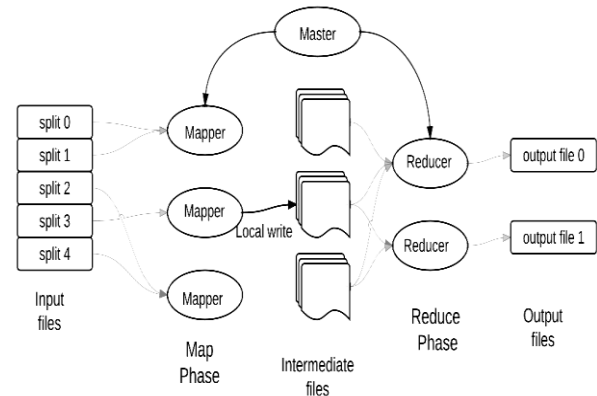 Master
split 0
split 1
split 2
split 3
split 4
Input
files
Mapper
Mapper
Mapper
Map
Phase
Local write
Intermediate
files
Reducer
Reducer
Reduce
Phase
output file 0
output file 1
Output
files